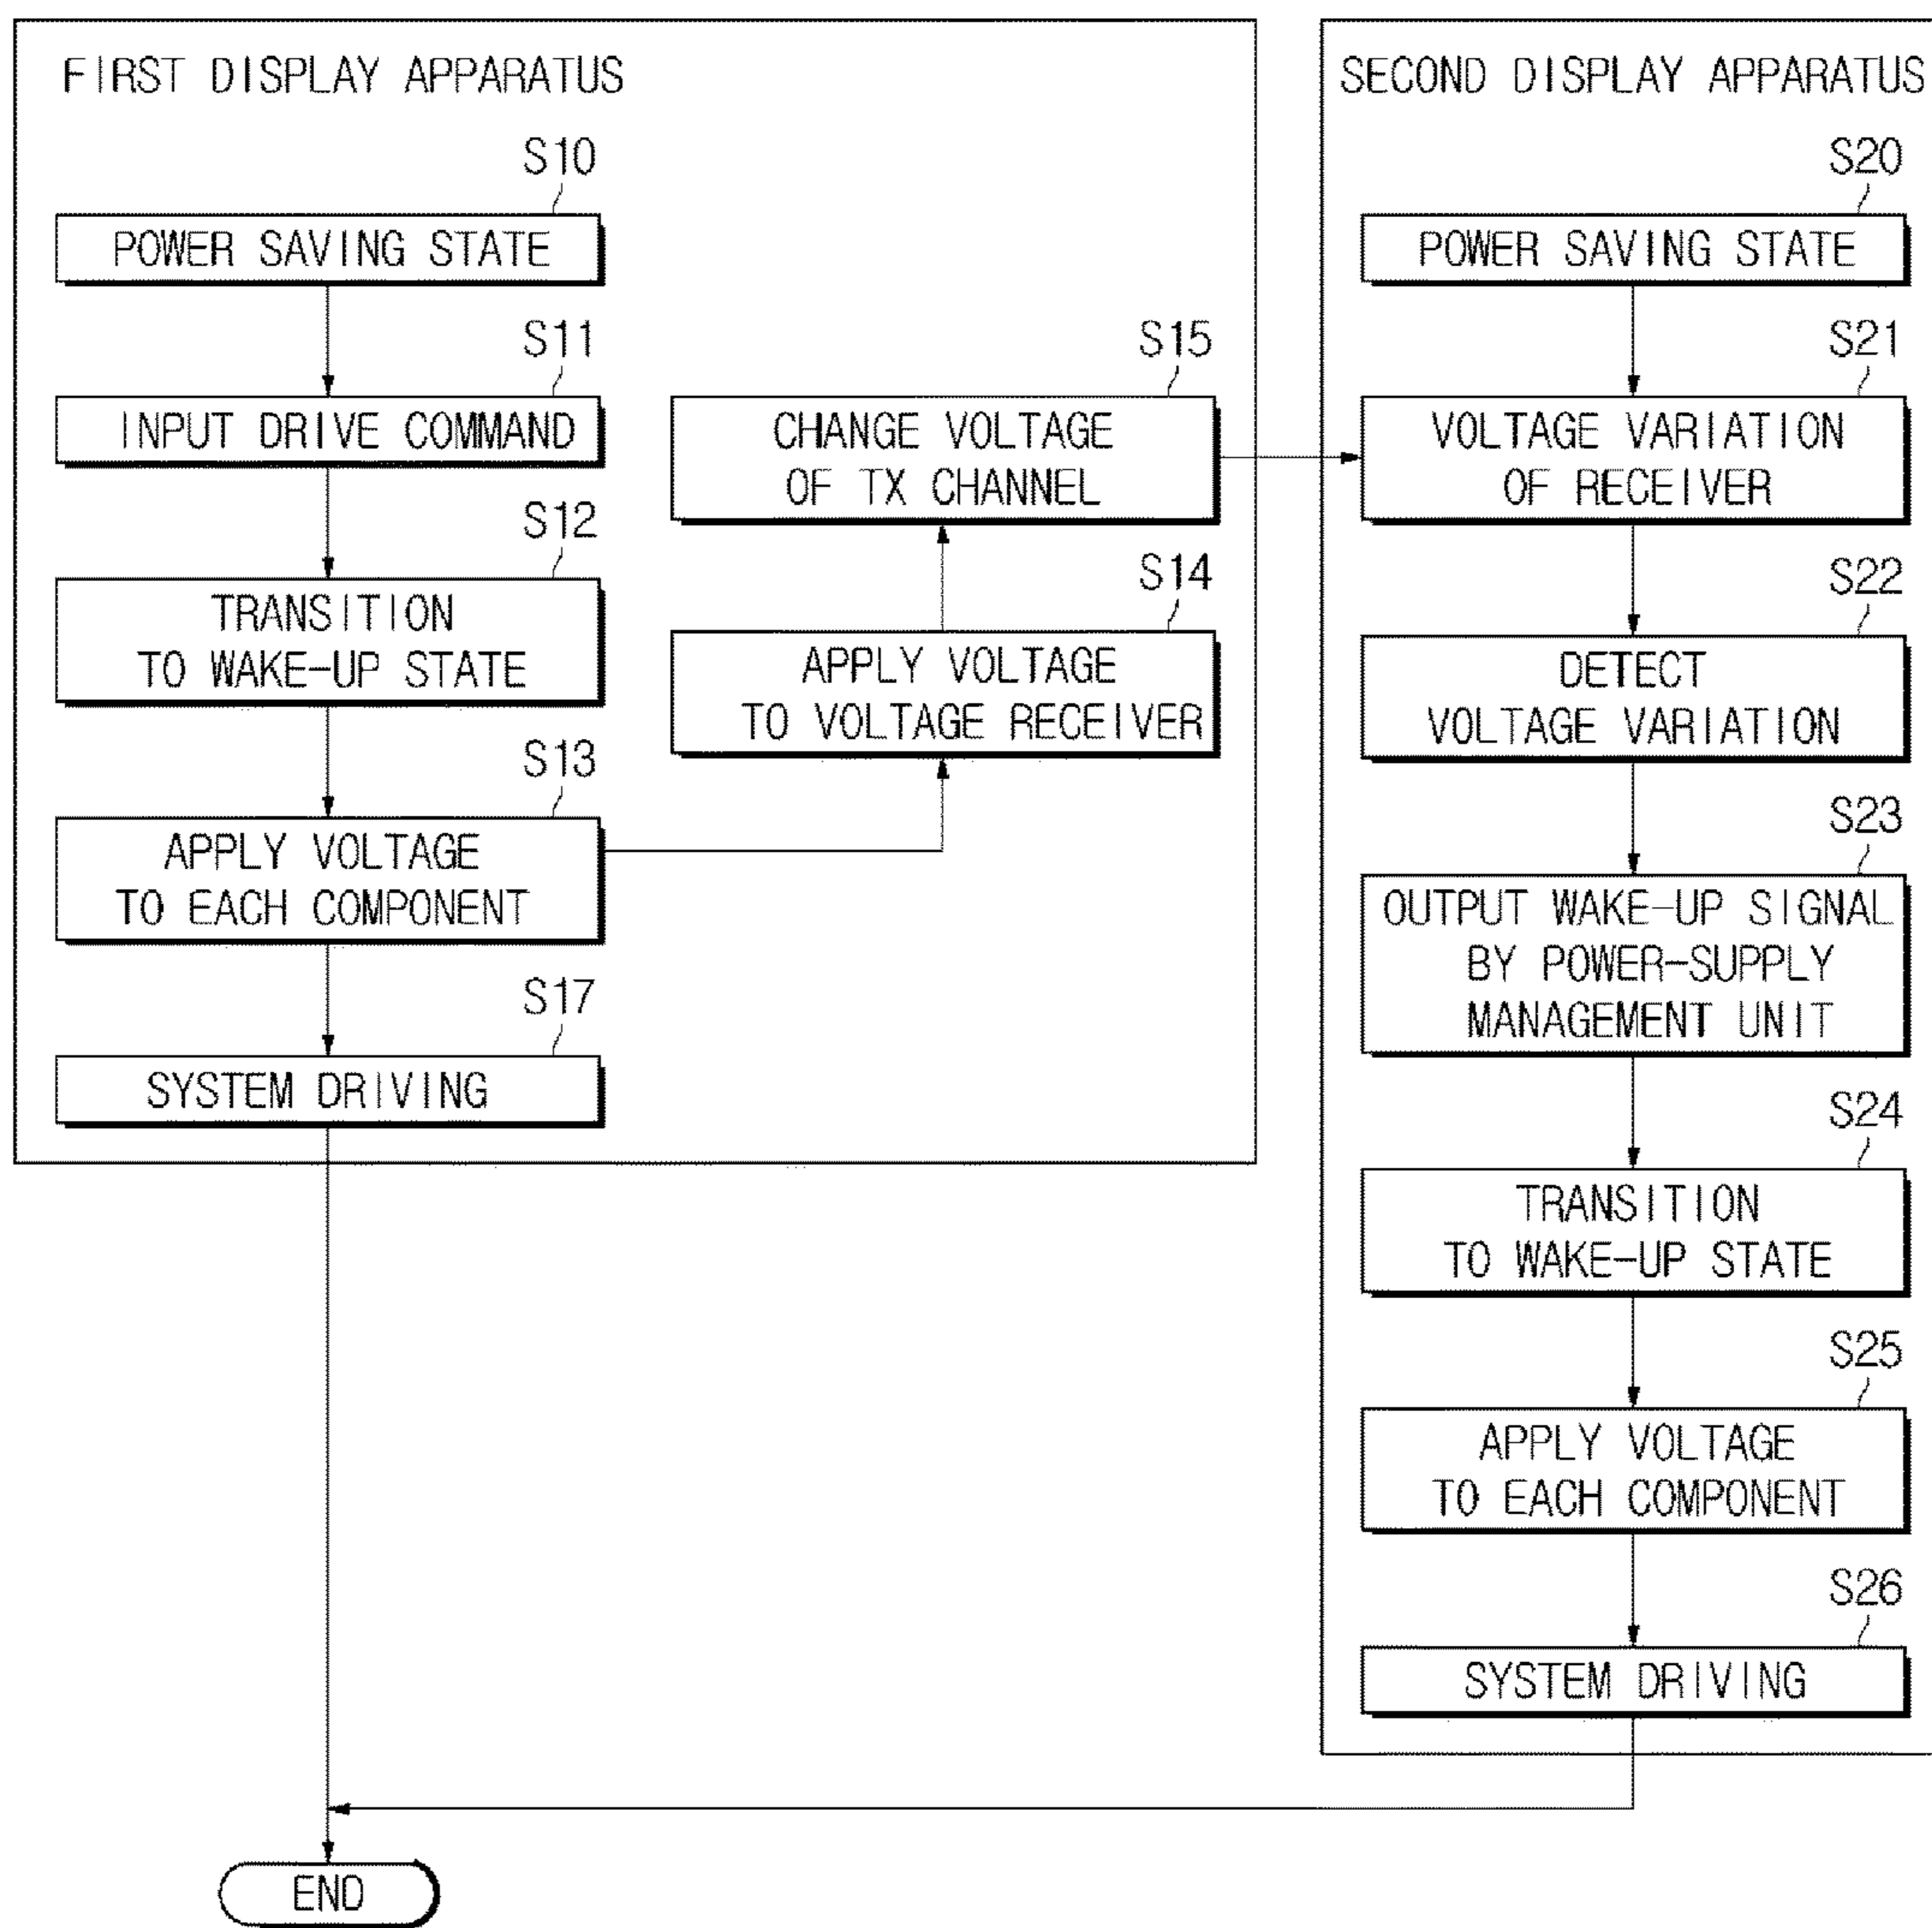 FIRST DISPLAY APPARATUS
S10
POWER SAVING STATE
S11
INPUT DRIVE COMMAND
S12
TRANSITION
TO WAKE-UP STATE
S13
APPLY VOLTAGE
TO EACH COMPONENT
S17
SYSTEM DRIVING
S15
CHANGE VOLTAGE
OF TX CHANNEL
S14
APPLY VOLTAGE
TO VOLTAGE RECEIVER
SECOND DISPLAY APPARATUS
S20
POWER SAVING STATE
S21
VOLTAGE VARIATION
OF RECEIVER
S22
DETECT
VOLTAGE VARIATION
S23
OUTPUT WAKE-UP SIGNAL
BY POWER-SUPPLY
MANAGEMENT UNIT
S24
TRANSITION
TO WAKE-UP STATE
S25
APPLY VOLTAGE
TO EACH COMPONENT
S26
SYSTEM DRIVING
END